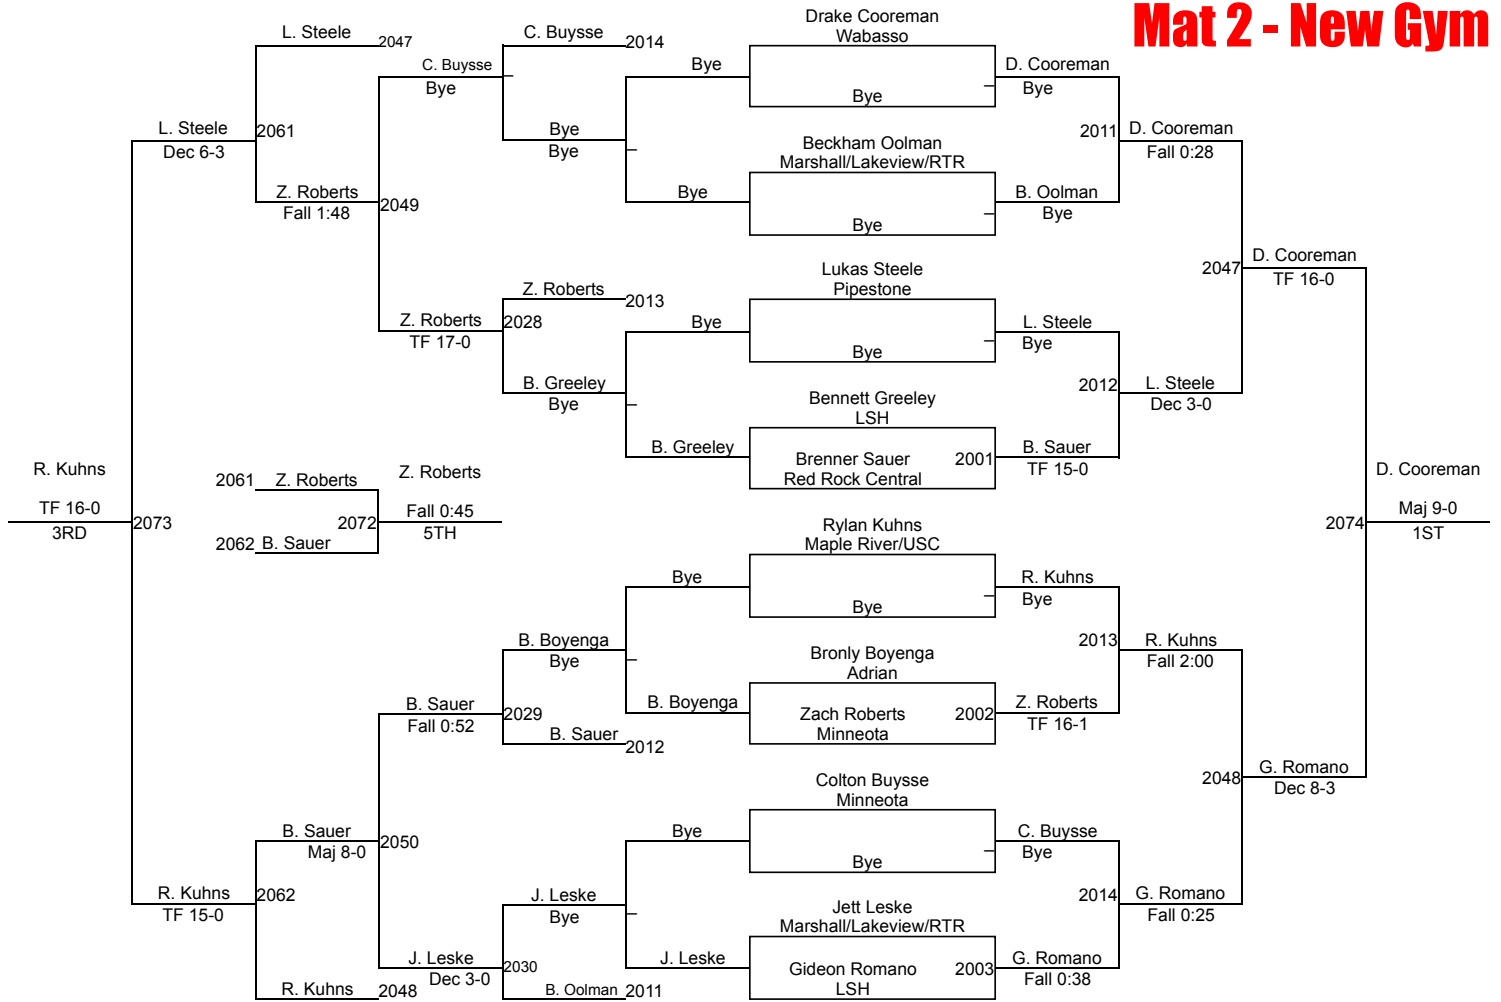 Mat 2 - New Gym
Drake Cooreman
Wabasso
L. Steele
2047
C. Buysse
2014
C. Buysse
Bye
Bye
Bye
D. Cooreman
Bye
L. Steele
Dec 6-3
2061
Bye
Bye
Beckham Oolman
Marshall/Lakeview/RTR
2011
D. Cooreman
Fall 0:28
Z. Roberts
Fall 1:48
2049
Bye
Bye
B. Oolman
Bye
Lukas Steele
Pipestone
2047
D. Cooreman
TF 16-0
Z. Roberts
2013
Z. Roberts
TF 17-0
2028
Bye
Bye
L. Steele
Bye
B. Greeley
Bye
Bennett Greeley
LSH
2012
L. Steele
Dec 3-0
B. Greeley
Brenner Sauer
Red Rock Central
2001
B. Sauer
TF 15-0
R. Kuhns
TF 16-0
3RD
2073
2061
Z. Roberts
2062
B. Sauer
2072
Z. Roberts
Fall 0:45
5TH
D. Cooreman
Maj 9-0
1ST
2074
Rylan Kuhns
Maple River/USC
Bye
Bye
R. Kuhns
Bye
B. Boyenga
Bye
Bronly Boyenga
Adrian
2013
R. Kuhns
Fall 2:00
B. Sauer
Fall 0:52
2029
B. Boyenga
Zach Roberts
Minneota
2002
Z. Roberts
TF 16-1
B. Sauer
2012
Colton Buysse
Minneota
2048
G. Romano
Dec 8-3
B. Sauer
Maj 8-0
2050
Bye
Bye
C. Buysse
Bye
R. Kuhns
TF 15-0
2062
J. Leske
Bye
Jett Leske
Marshall/Lakeview/RTR
2014
G. Romano
Fall 0:25
J. Leske
Dec 3-0
2030
J. Leske
Gideon Romano
LSH
2003
G. Romano
Fall 0:38
R. Kuhns
2048
B. Oolman
2011